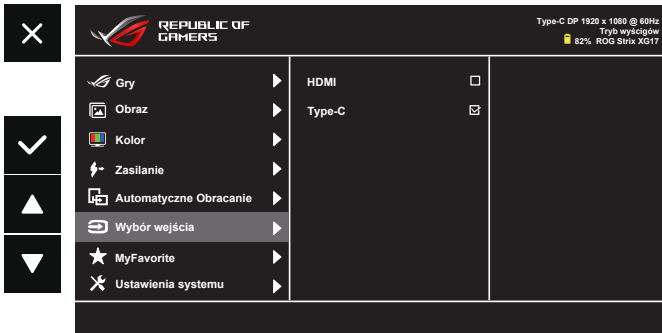 REPUBLIC OF
GAMERS
Type-C DP 1920 x 1080 @ 60Hz
Tryb wyścigów
82% ROG Strix XG17
Gry
HDMI
Obraz
Type-C
Kolor
Zasilanie
Automatyczne Obracanie
Wybór wejścia
MyFavorite
Ustawienia systemu